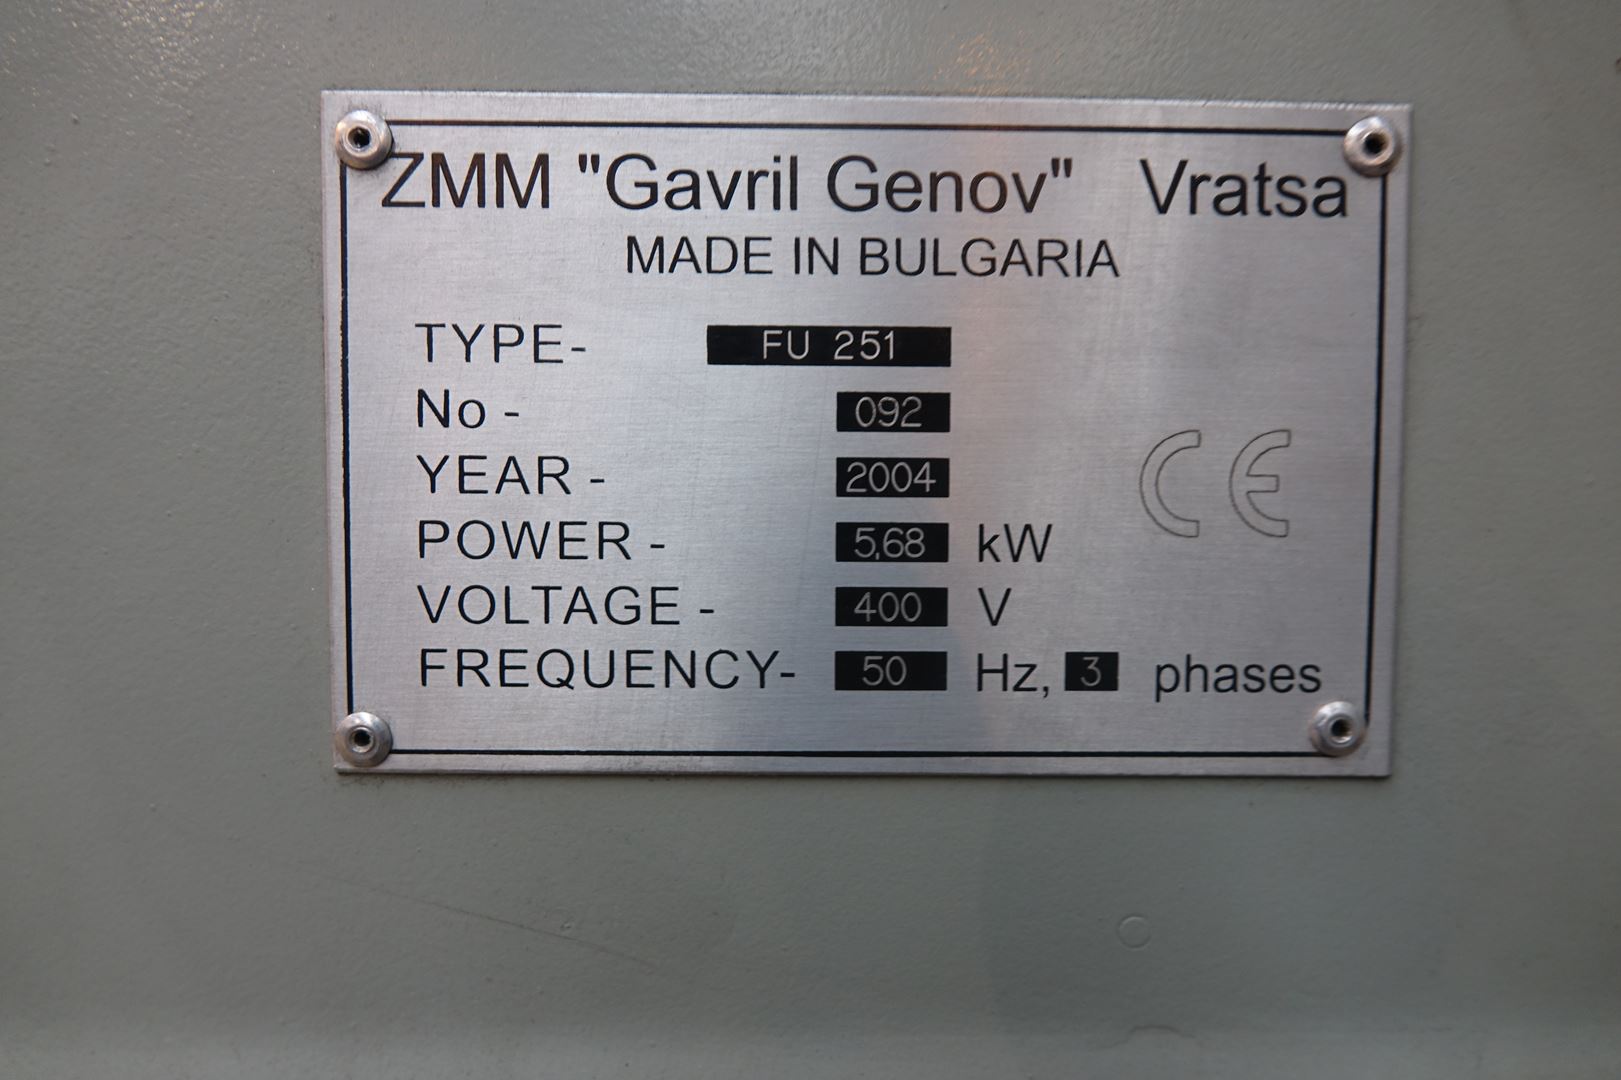 ZMM "Gavril Genov" Vratsa
MADE IN BULGARIA
TYPE- FU 251
No - 092
YEAR - 2004
POWER - 5,68 kW
VOLTAGE - 400 V
FREQUENCY- 50 Hz, 3 phases
CE